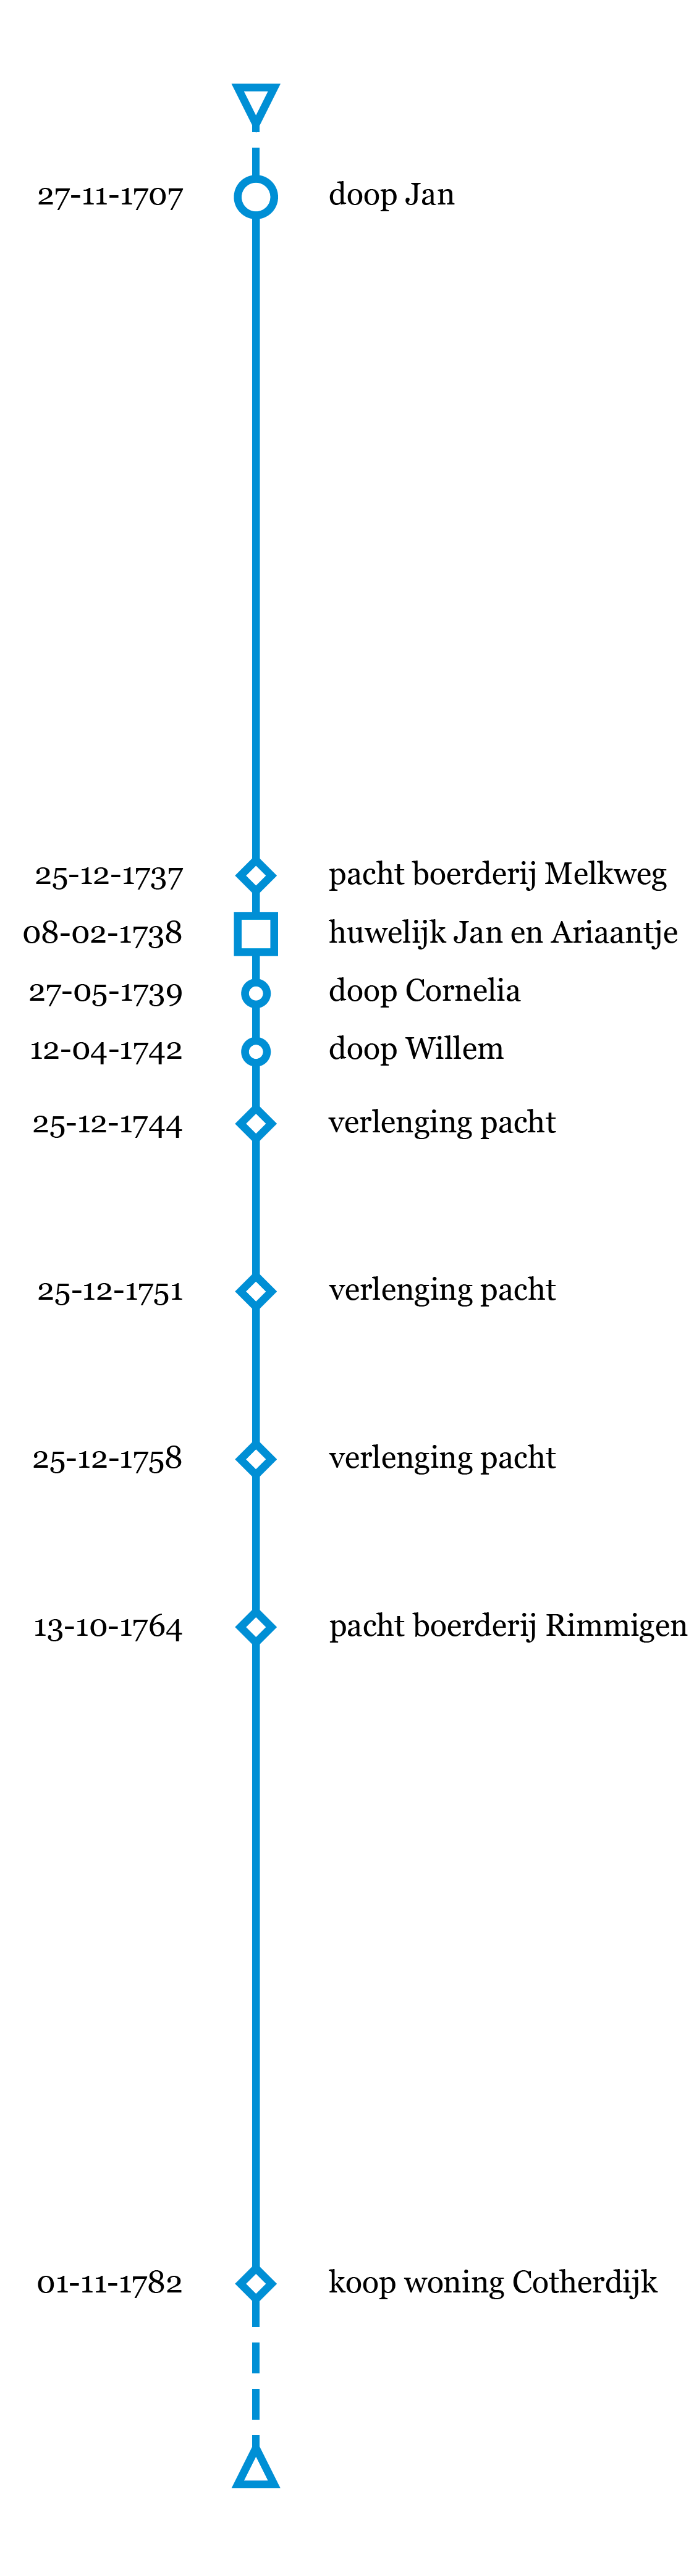 27-11-1707 doop Jan
25-12-1737 pacht boerderij Melkweg
08-02-1738 huwelijk Jan en Ariaantje
27-05-1739 doop Cornelia
12-04-1742 doop Willem
25-12-1744 verlenging pacht
25-12-1751 verlenging pacht
25-12-1758 verlenging pacht
13-10-1764 pacht boerderij Rimmigen
01-11-1782 koop woning Cotherdijk